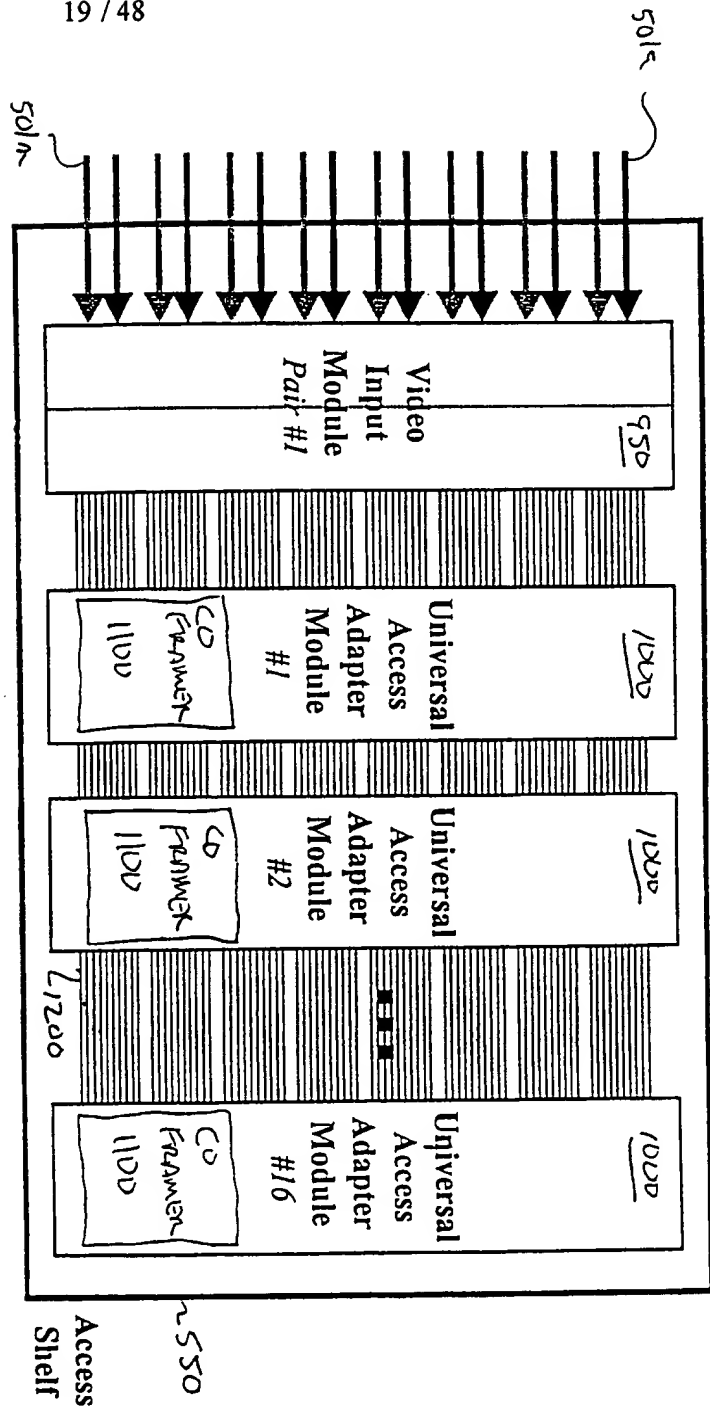 19 / 48
501a
501n
Video
Input
Module
Pair #1
950
Universal
Access
Adapter
Module
#1
1000
CO
FRAMER
1100
Universal
Access
Adapter
Module
#2
1000
CO
FRAMER
1100
1200
Universal
Access
Adapter
Module
#16
1000
CO
FRAMER
1100
550
Access
Shelf